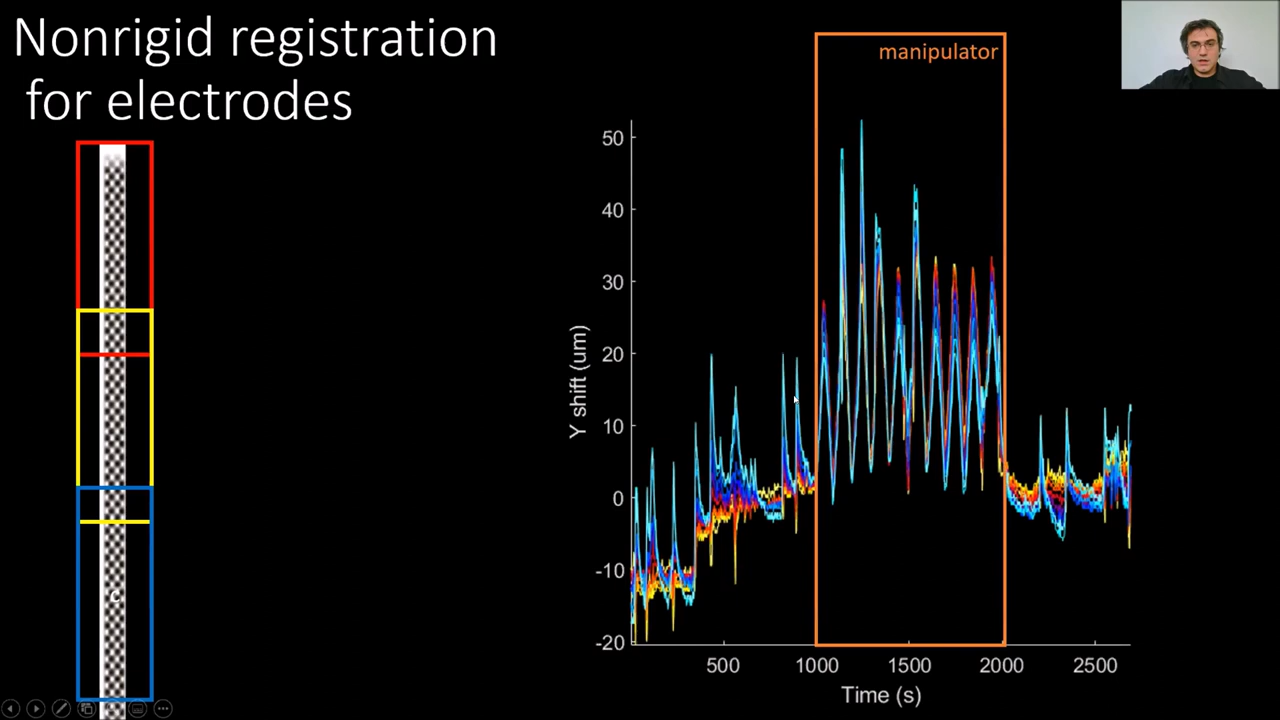 Nonrigid registration
for electrodes
manipulator
50
40
30
20
10
0
-10
-20
Y shift (um)
500
1000
1500
2000
2500
Time (s)